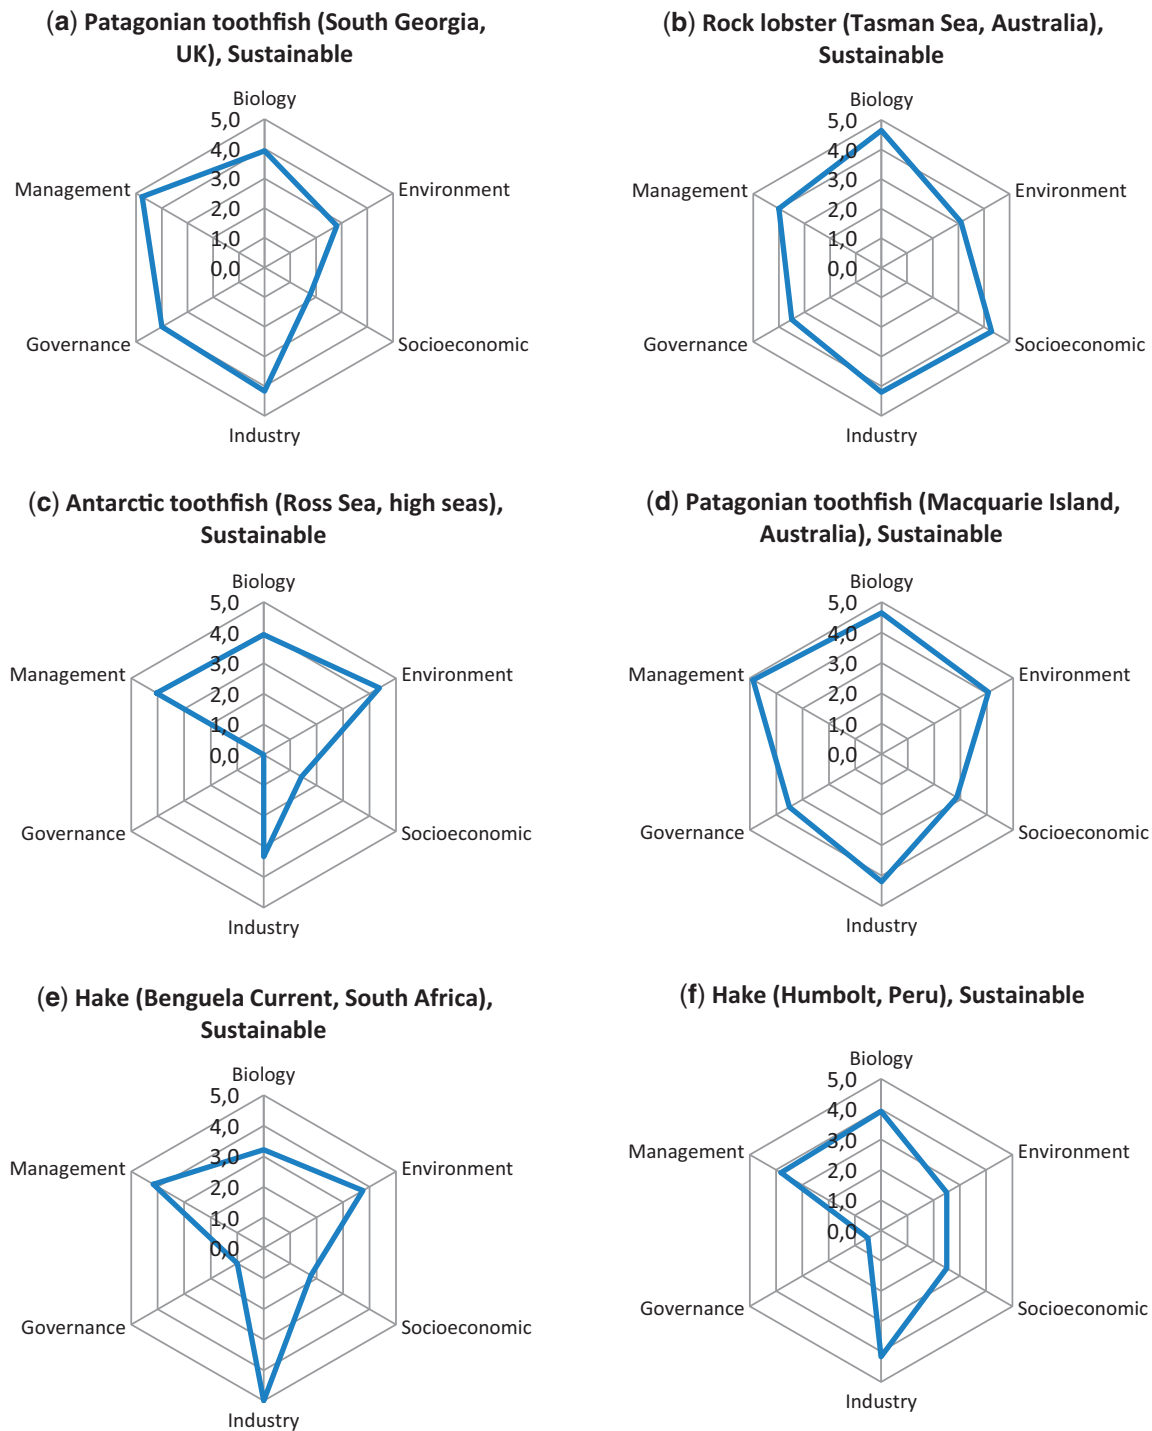 (a) Patagonian toothfish (South Georgia,
UK), Sustainable
Biology
5,0
4,0
3,0
2,0
1,0
0,0
Management
Environment
Governance
Socioeconomic
Industry
(b) Rock lobster (Tasman Sea, Australia),
Sustainable
Biology
5,0
4,0
3,0
2,0
1,0
0,0
Management
Environment
Governance
Socioeconomic
Industry
(c) Antarctic toothfish (Ross Sea, high seas),
Sustainable
Biology
5,0
4,0
3,0
2,0
1,0
0,0
Management
Environment
Governance
Socioeconomic
Industry
(d) Patagonian toothfish (Macquarie Island,
Australia), Sustainable
Biology
5,0
4,0
3,0
2,0
1,0
0,0
Management
Environment
Governance
Socioeconomic
Industry
(e) Hake (Benguela Current, South Africa),
Sustainable
Biology
5,0
4,0
3,0
2,0
1,0
0,0
Management
Environment
Governance
Socioeconomic
Industry
(f) Hake (Humbolt, Peru), Sustainable
Biology
5,0
4,0
3,0
2,0
1,0
0,0
Management
Environment
Governance
Socioeconomic
Industry